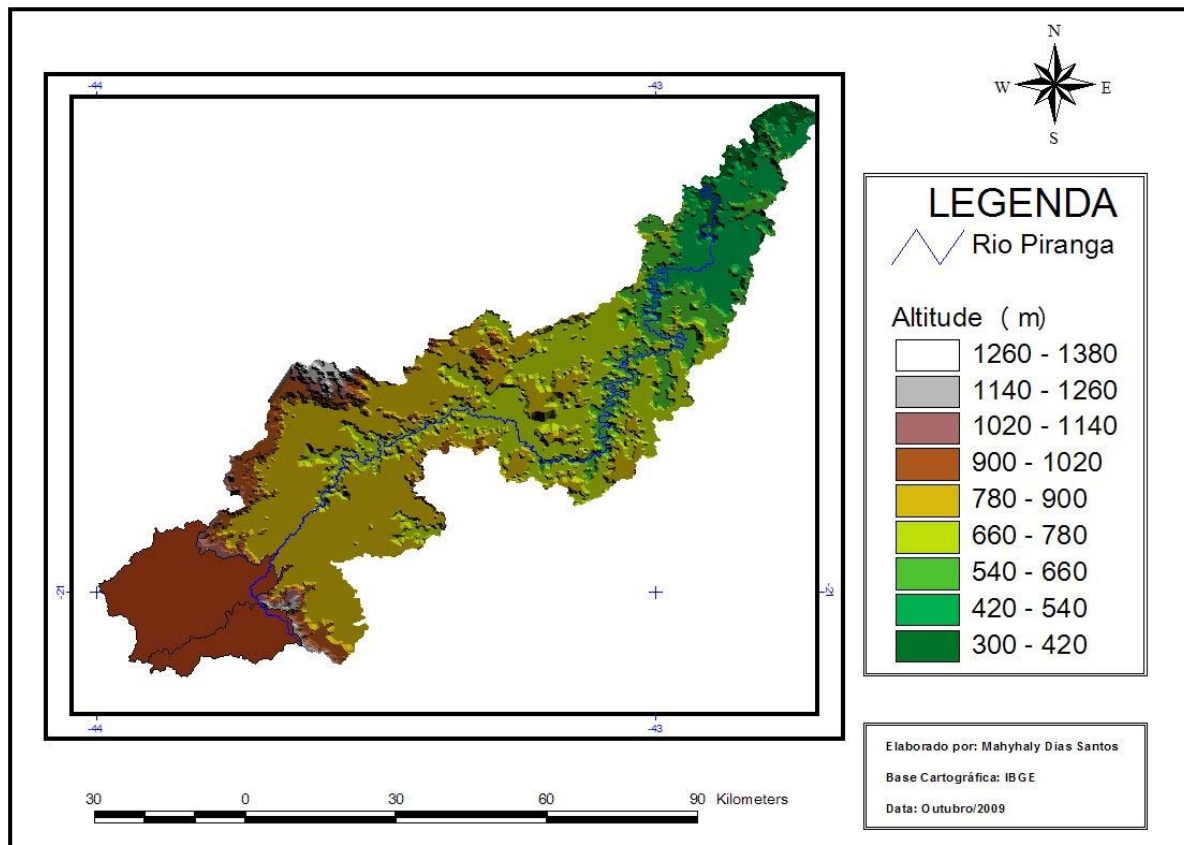 N
W E
S
-44 -43
LEGENDA
Rio Piranga
Altitude ( m)
1260 - 1380
1140 - 1260
1020 - 1140
900 - 1020
780 - 900
660 - 780
540 - 660
420 - 540
300 - 420
-21 -21
-44 -43
Elaborado por: Mahyhaly Dias Santos
Base Cartográfica: IBGE
Data: Outubro/2009
30 0 30 60 90 Kilometers